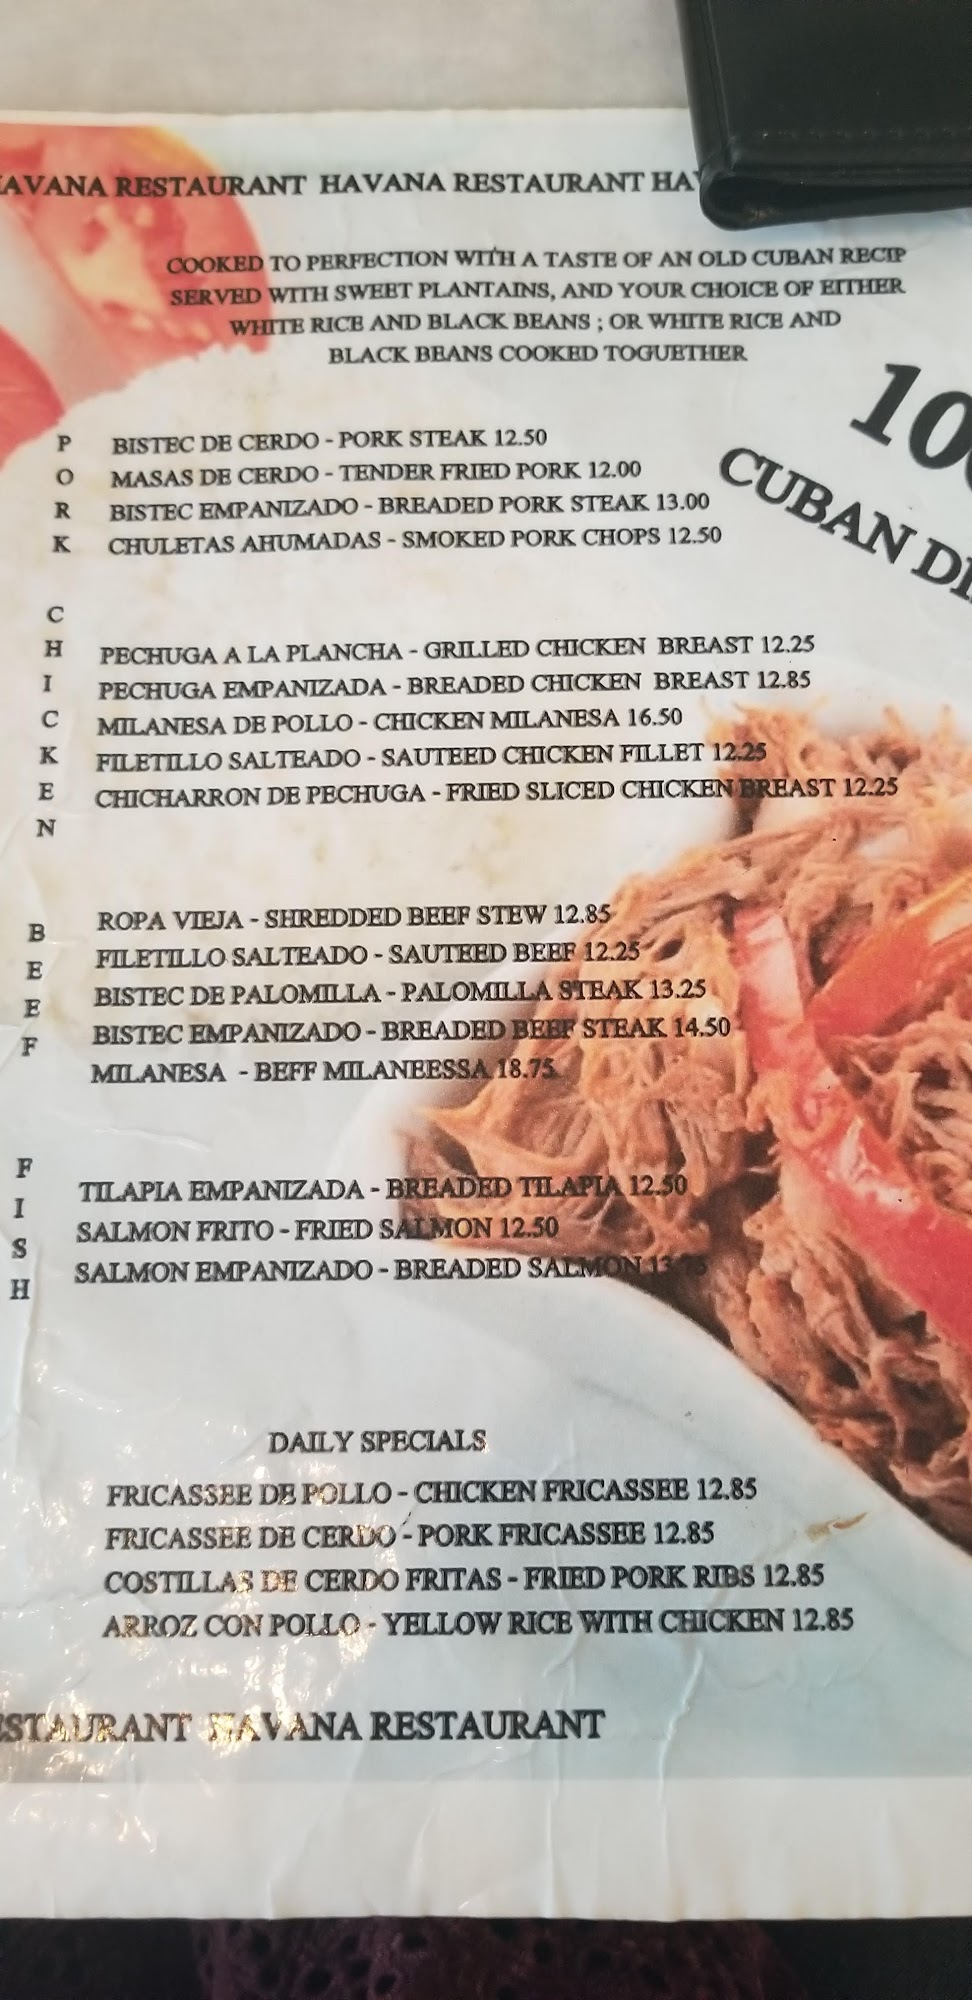 HAVANA RESTAURANT HAVANA RESTAURANT
COOKED TO PERFECTION WITH A TASTE OF AN OLD CUBAN RECIP
SERVED WITH SWEET PLANTAINS, AND YOUR CHOICE OF EITHER
WHITE RICE AND BLACK BEANS ; OR WHITE RICE AND
BLACK BEANS COOKED TOGUETHER
CUBAN
PORK
BISTEC DE CERDO - PORK STEAK 12.50
MASAS DE CERDO - TENDER FRIED PORK 12.00
BISTEC EMPANIZADO - BREADED PORK STEAK 13.00
CHULETAS AHUMADAS - SMOKED PORK CHOPS 12.50
CHICKEN
PECHUGA A LA PLANCHA - GRILLED CHICKEN BREAST 12.25
PECHUGA EMPANIZADA - BREADED CHICKEN BREAST 12.85
MILANESA DE POLLO - CHICKEN MILANESA 16.50
FILETILLO SALTEADO - SAUTEED CHICKEN FILLET 12.25
CHICHARRON DE PECHUGA - FRIED SLICED CHICKEN BREAST 12.25
BEEF
ROPA VIEJA - SHREDDED BEEF STEW 12.85
FILETILLO SALTEADO - SAUTEED BEEF 12.25
BISTEC DE PALOMILLA - PALOMILLA STEAK 13.25
BISTEC EMPANIZADO - BREADED BEEF STEAK 14.50
MILANESA - BEFF MILANEESSA 18.75
FISH
TILAPIA EMPANIZADA - BREADED TILAPIA 12.50
SALMON FRITO - FRIED SALMON 12.50
SALMON EMPANIZADO - BREADED SALMON
DAILY SPECIALS
FRICASSEE DE POLLO - CHICKEN FRICASSEE 12.85
FRICASSEE DE CERDO - PORK FRICASSEE 12.85
COSTILLAS DE CERDO FRITAS - FRIED PORK RIBS 12.85
ARROZ CON POLLO - YELLOW RICE WITH CHICKEN 12.85
ESTAURANT HAVANA RESTAURANT